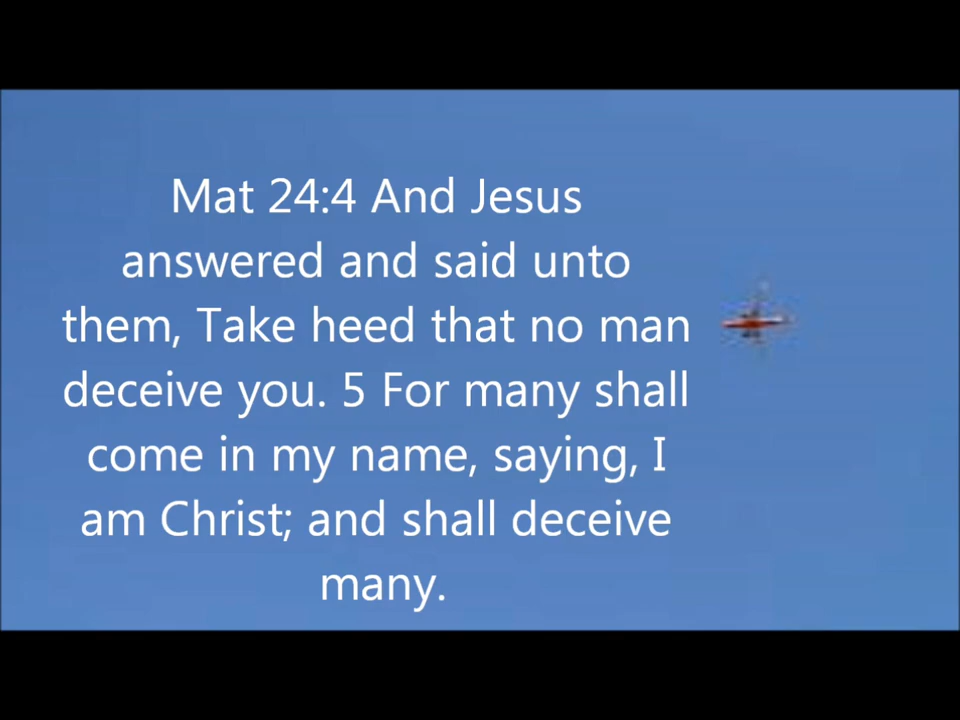 Mat 24:4 And Jesus
answered and said unto
them, Take heed that no man
deceive you. 5 For many shall
come in my name, saying, I
am Christ; and shall deceive
many.